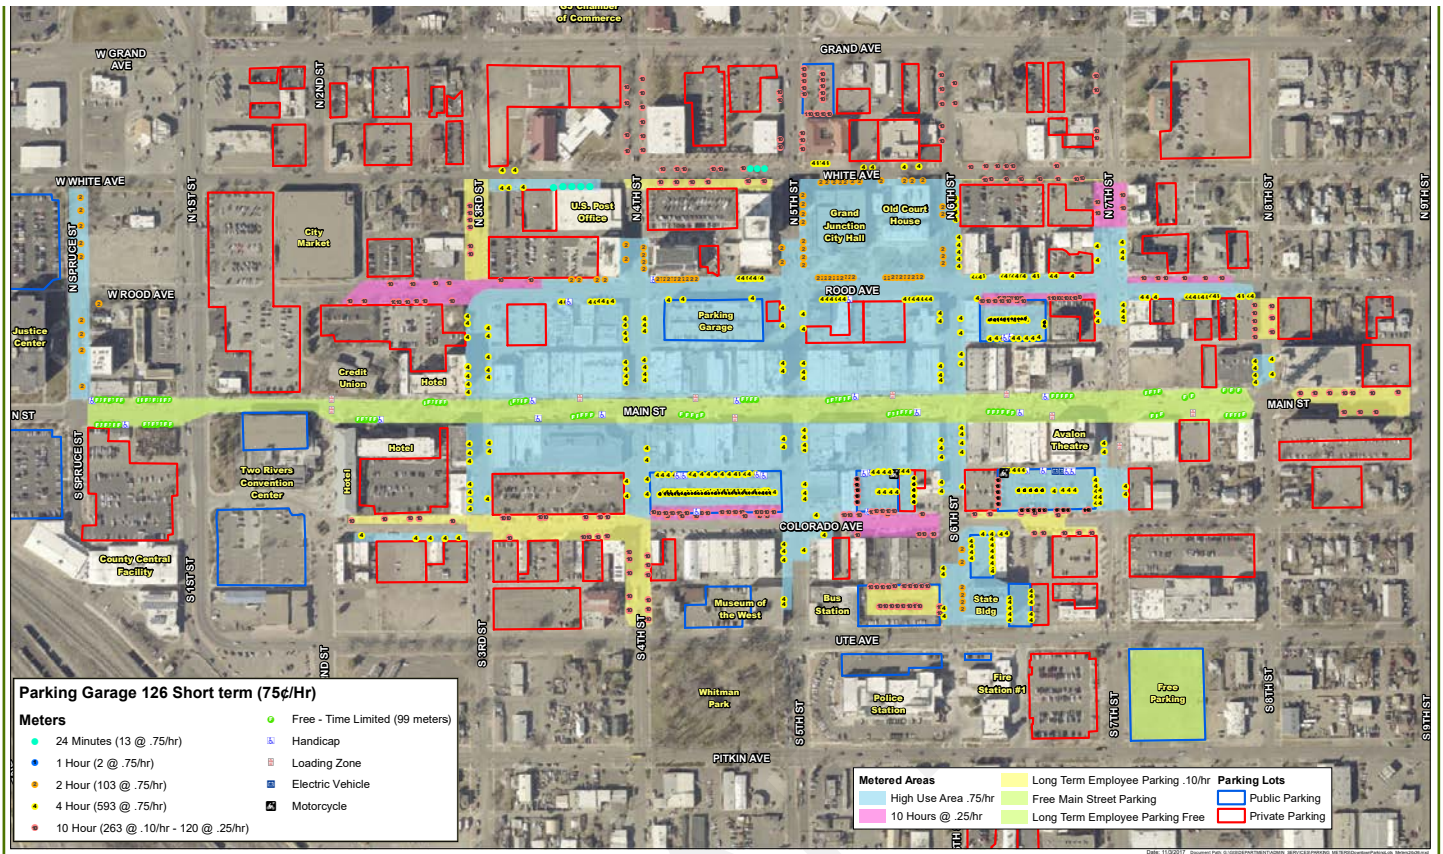 GJ Chamber
of Commerce
W GRAND
AVE
GRAND AVE
N 2ND ST
W WHITE AVE
WHITE AVE
N SPRUCE ST
N 1ST ST
N 3RD ST
N 4TH ST
N 5TH ST
N 6TH ST
N 7TH ST
N 8TH ST
N 9TH ST
City
Market
U.S. Post
Office
Grand
Junction
City Hall
Old Court
House
W ROOD AVE
ROOD AVE
Justice
Center
Parking
Garage
Credit
Union
Hotel
N ST
MAIN ST
MAIN ST
Hotel
Hotel
Avalon
Theatre
Two Rivers
Convention
Center
S SPRUCE ST
COLORADO AVE
S 6TH ST
County Central
Facility
S 1ST ST
Museum of
the West
Bus
Station
State
Bldg
UTE AVE
S 3RD ST
S 4TH ST
ND ST
Whitman
Park
Police
Station
Fire
Station #1
Free
Parking
S 5TH ST
S 7TH ST
S 8TH ST
S 9TH ST
PITKIN AVE
Parking Garage 126 Short term (75¢/Hr)
Meters
24 Minutes (13 @ .75/hr)
1 Hour (2 @ .75/hr)
2 Hour (103 @ .75/hr)
4 Hour (593 @ .75/hr)
10 Hour (263 @ .10/hr - 120 @ .25/hr)
Free - Time Limited (99 meters)
Handicap
Loading Zone
Electric Vehicle
Motorcycle
Metered Areas
High Use Area .75/hr
10 Hours @ .25/hr
Long Term Employee Parking .10/hr
Free Main Street Parking
Long Term Employee Parking Free
Parking Lots
Public Parking
Private Parking
Date: 11/3/2017